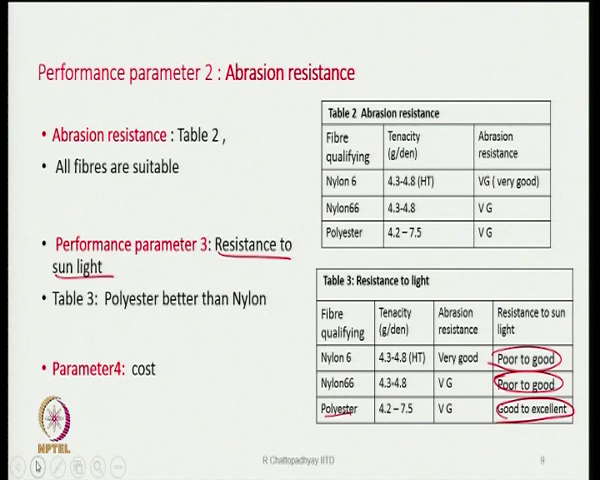 Performance parameter 2 : Abrasion resistance
• Abrasion resistance : Table 2 ,
• All fibres are suitable
• Performance parameter 3: Resistance to
sun light
• Table 3: Polyester better than Nylon
• Parameter4: cost
Table 2 Abrasion resistance
Fibre qualifying Tenacity (g/den) Abrasion resistance
Nylon 6 4.3-4.8 (HT) VG ( very good)
Nylon66 4.3-4.8 V G
Polyester 4.2 – 7.5 V G
Table 3: Resistance to light
Fibre qualifying Tenacity (g/den) Abrasion resistance Resistance to sun light
Nylon 6 4.3-4.8 (HT) Very good Poor to good
Nylon66 4.3-4.8 V G Poor to good
Polyester 4.2 – 7.5 V G Good to excellent
NPTEL
R Chattopadhyay IITD
9